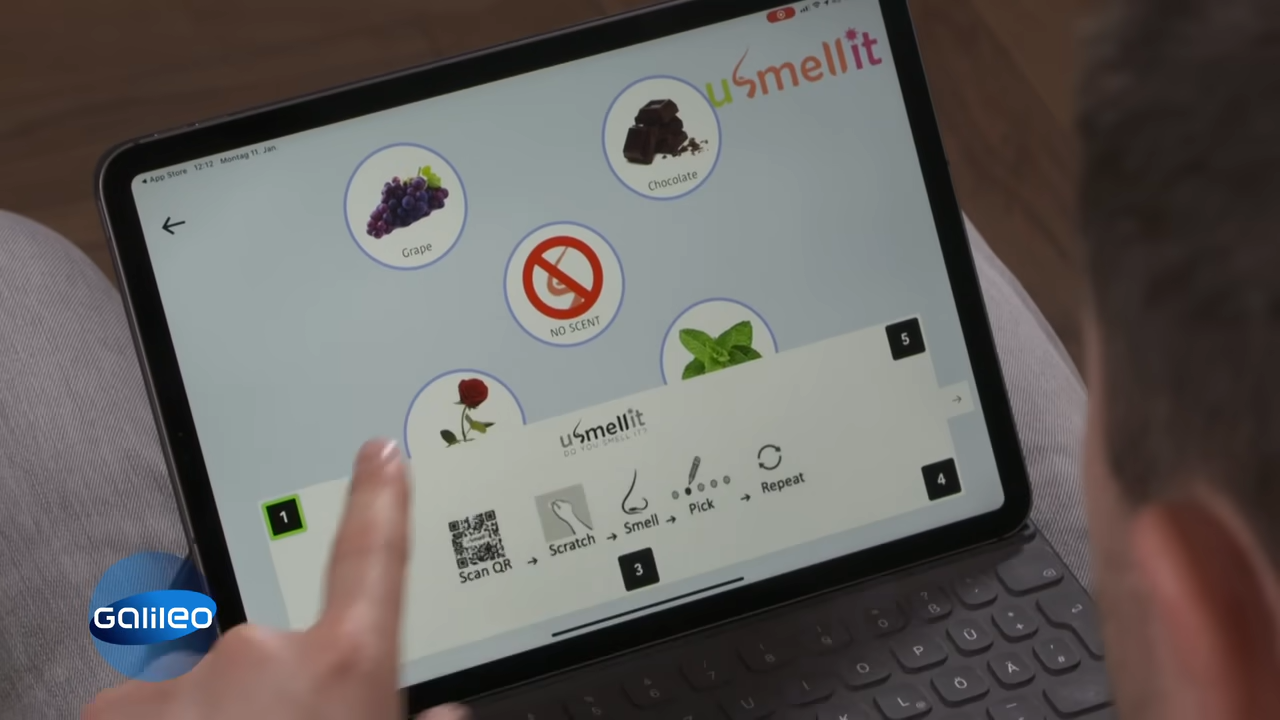 App Store 12:12 Montag 11. Jan
usmellit
Chocolate
Grape
NO SCENT
5
usmellit
DO YOU SMELL IT?
1
Scan QR
Scratch
Smell
Pick
Repeat
4
3
Galileo
P
Ü
+
O
Ö
Ä
L